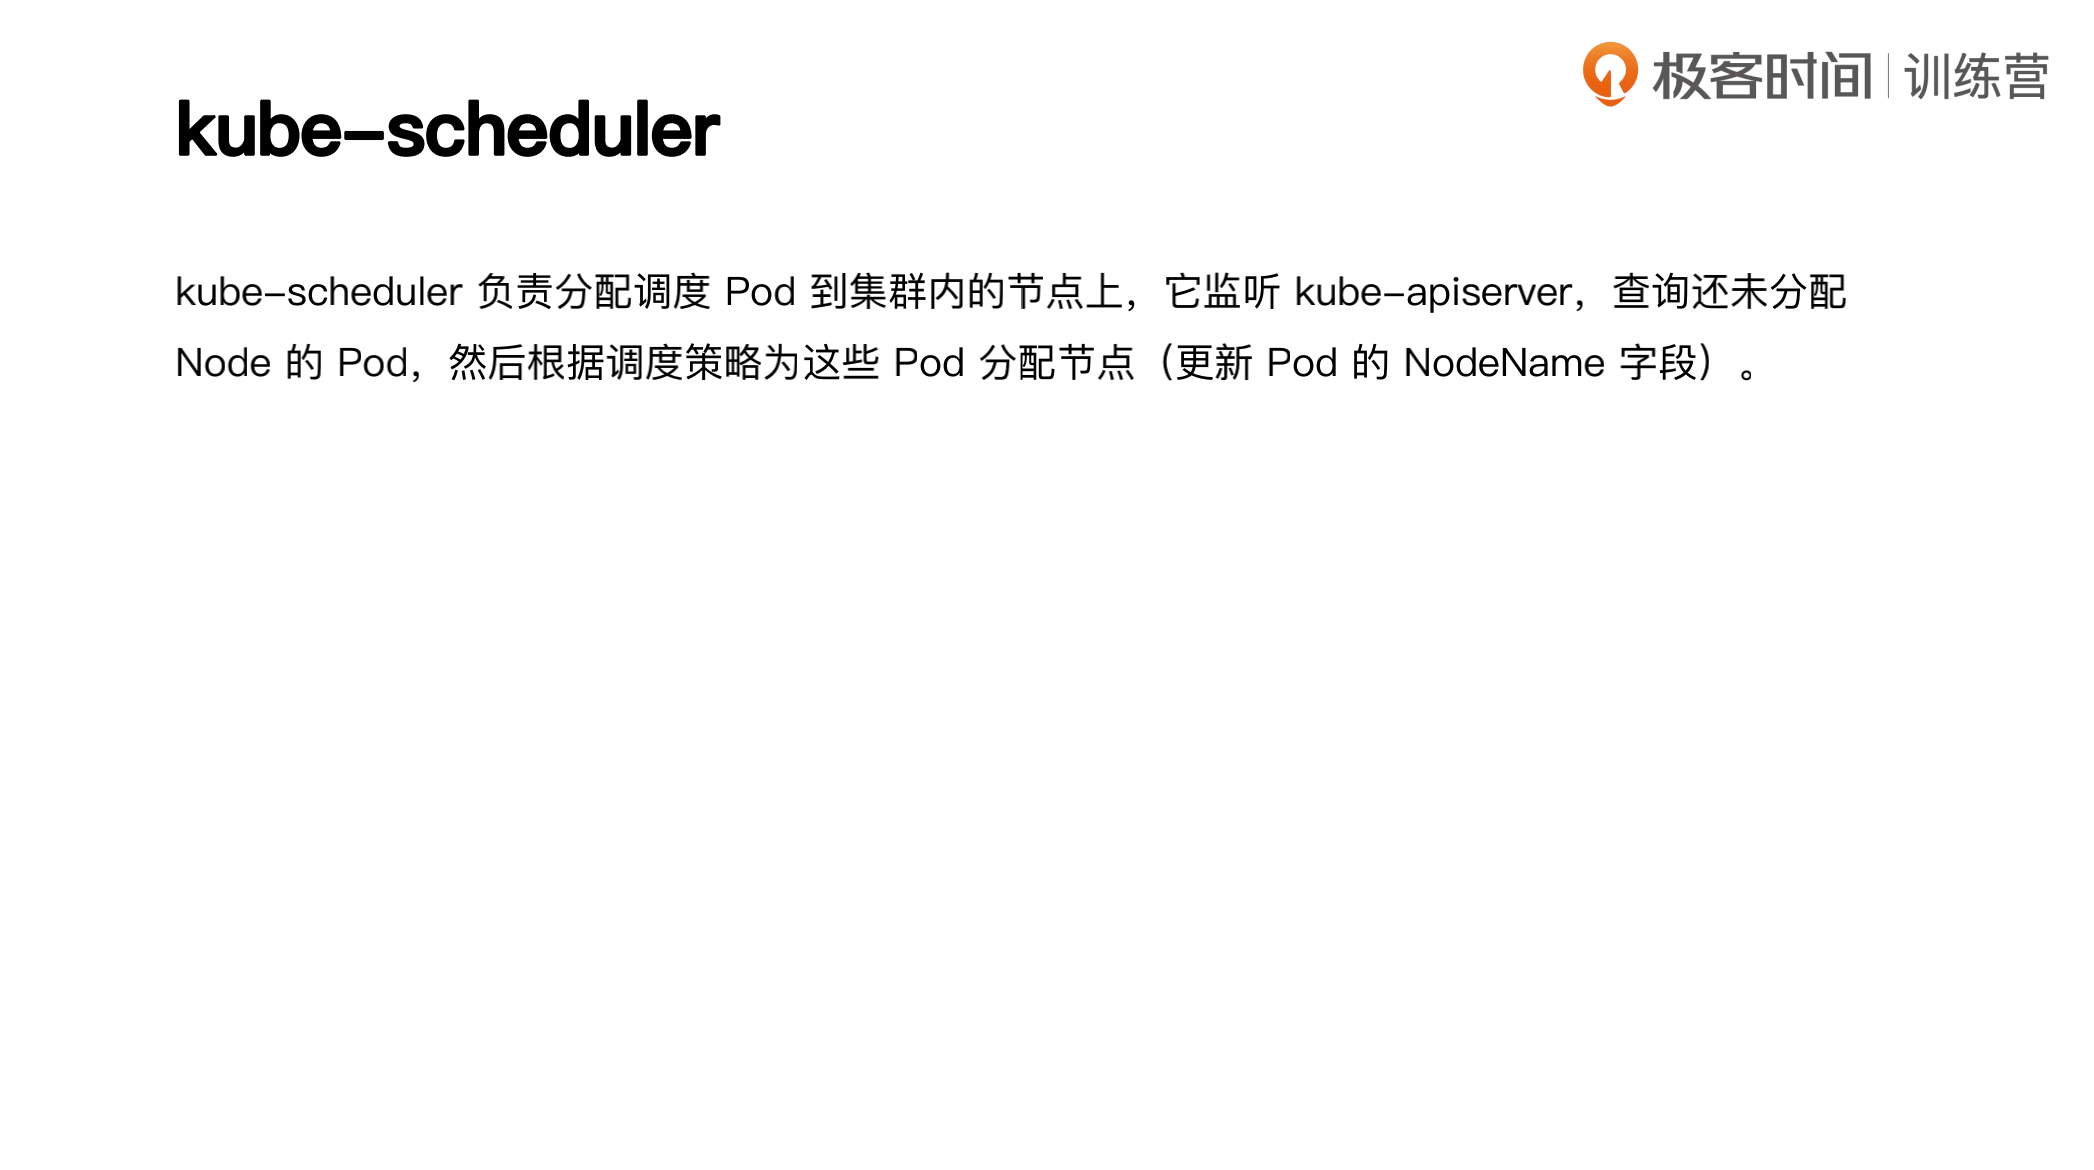 极客时间 | 训练营
kube-scheduler
kube-scheduler 负责分配调度 Pod 到集群内的节点上，它监听 kube-apiserver，查询还未分配
Node 的 Pod，然后根据调度策略为这些 Pod 分配节点（更新 Pod 的 NodeName 字段）。